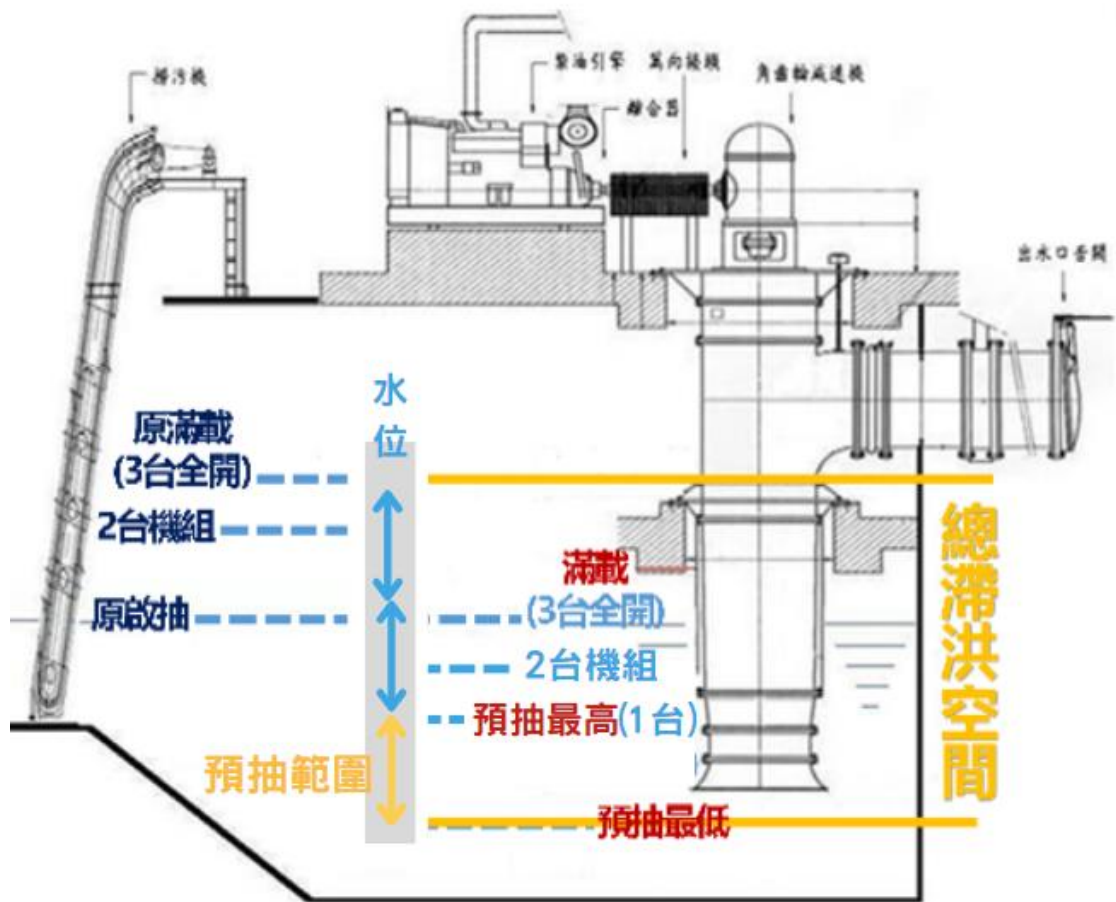 撈污機
柴油引擎
萬向接頭
角齒輪減速機
離合器
出水口舌閥
水位
原滿載
(3台全開)
2台機組
原啟抽
滿載
(3台全開)
2台機組
預抽最高(1台)
預抽範圍
預抽最低
總滯洪空間